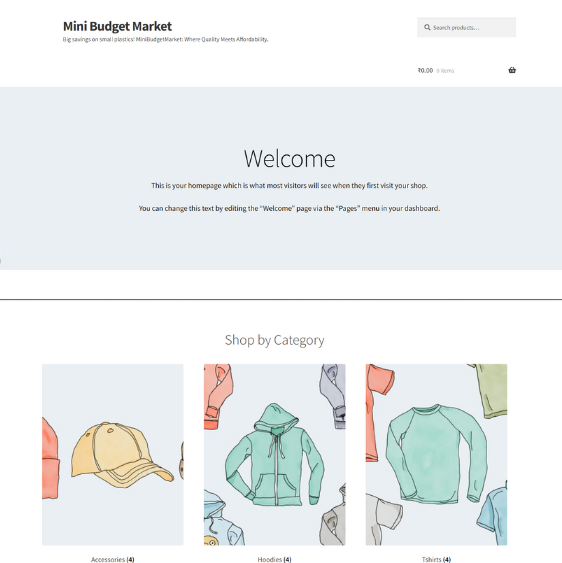 Mini Budget Market
Big savings on small plastics! MiniBudgetMarket: Where Quality Meets Affordability.
Search products...
₹0.00 0 items
Welcome
This is your homepage which is what most visitors will see when they first visit your shop.
You can change this text by editing the “Welcome” page via the “Pages” menu in your dashboard.
Shop by Category
Accessories (4)
Hoodies (4)
Tshirts (4)